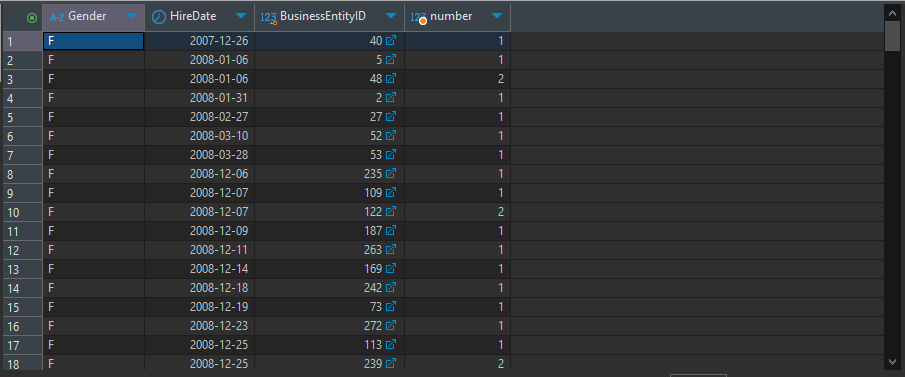 A-Z Gender HireDate 123 BusinessEntityID 123 number
1 F 2007-12-26 40 1
2 F 2008-01-06 5 1
3 F 2008-01-06 48 2
4 F 2008-01-31 2 1
5 F 2008-02-27 27 1
6 F 2008-03-10 52 1
7 F 2008-03-28 53 1
8 F 2008-12-06 235 1
9 F 2008-12-07 109 1
10 F 2008-12-07 122 2
11 F 2008-12-09 187 1
12 F 2008-12-11 263 1
13 F 2008-12-14 169 1
14 F 2008-12-18 242 1
15 F 2008-12-19 73 1
16 F 2008-12-23 272 1
17 F 2008-12-25 113 1
18 F 2008-12-25 239 2